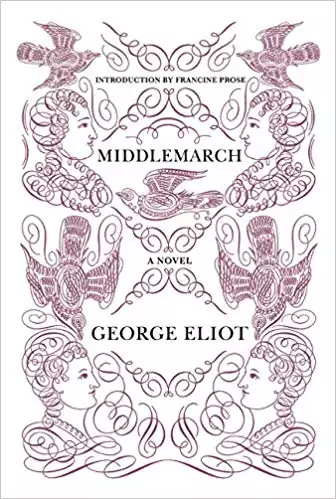 INTRODUCTION BY FRANCINE PROSE
MIDDLEMARCH
A NOVEL
GEORGE ELIOT